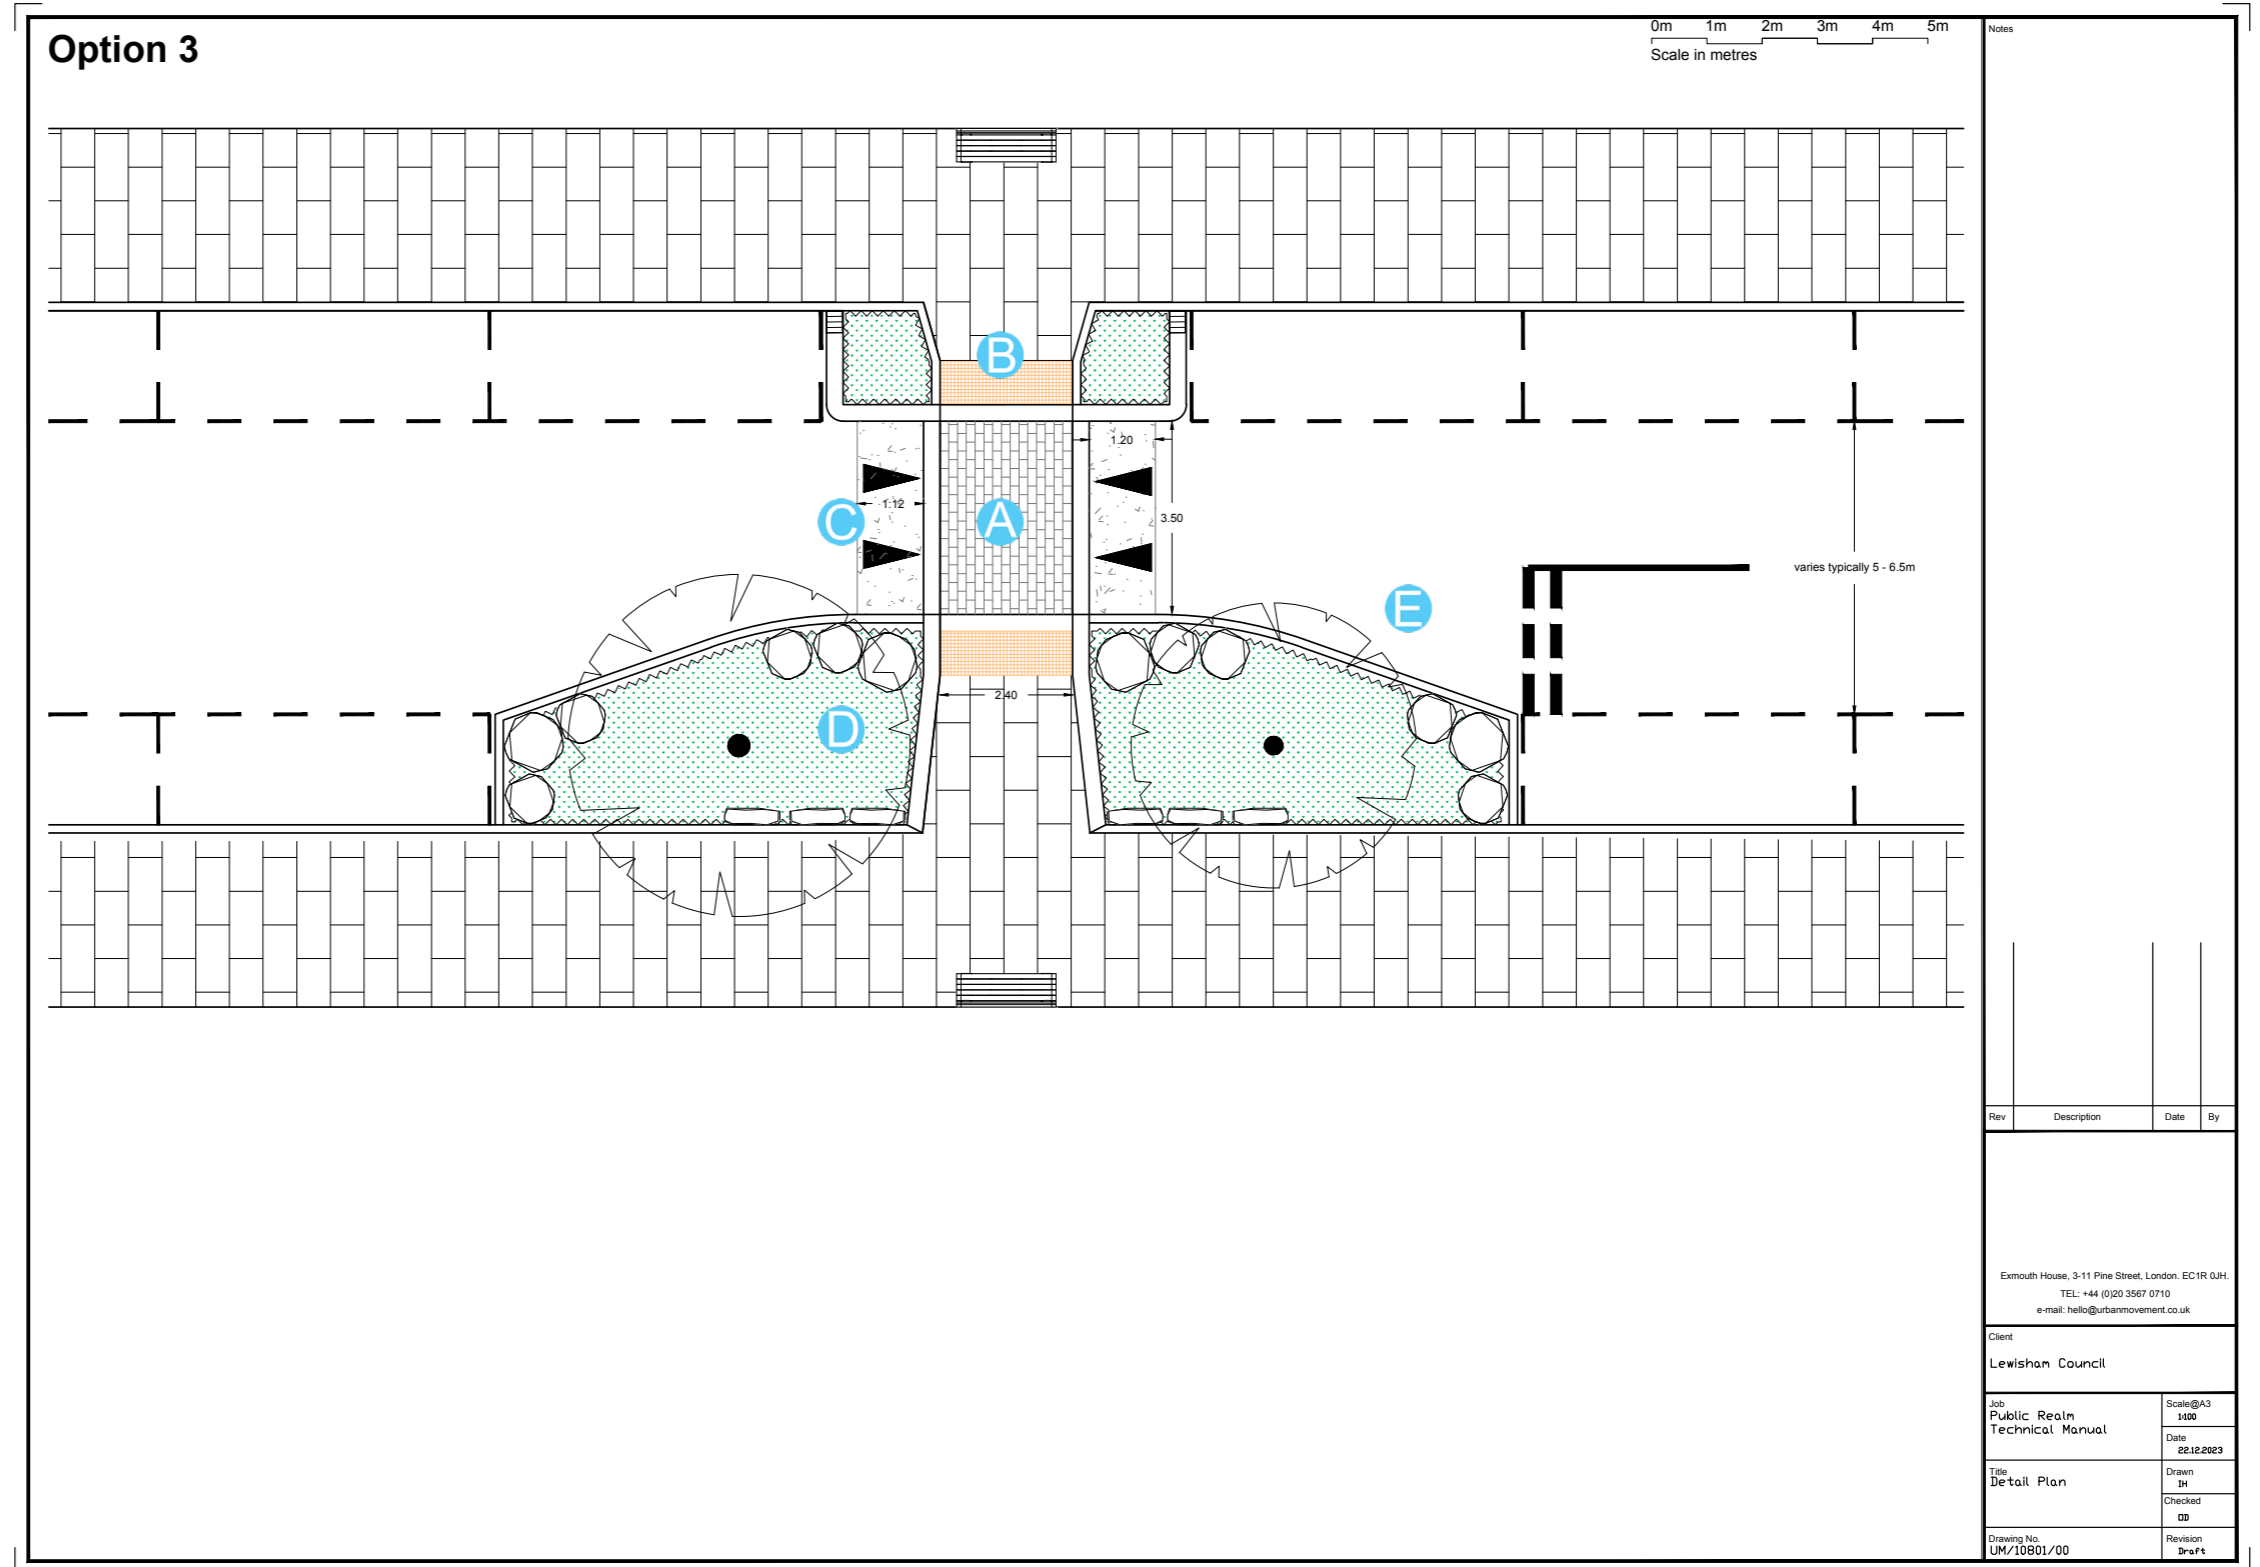 Option 3
0m 1m 2m 3m 4m 5m
Scale in metres
Notes
B
1.20
C
1:12
A
3.50
varies typically 5 - 6.5m
E
2.40
D
Rev Description Date By
Exmouth House, 3-11 Pine Street, London. EC1R 0JH.
TEL: +44 (0)20 3567 0710
e-mail: hello@urbanmovement.co.uk
Client
Lewisham Council
Job
Public Realm
Technical Manual
Scale@A3
1:100
Date
22.12.2023
Title
Detail Plan
Drawn
IH
Checked
OD
Drawing No.
UM/10801/00
Revision
Draft